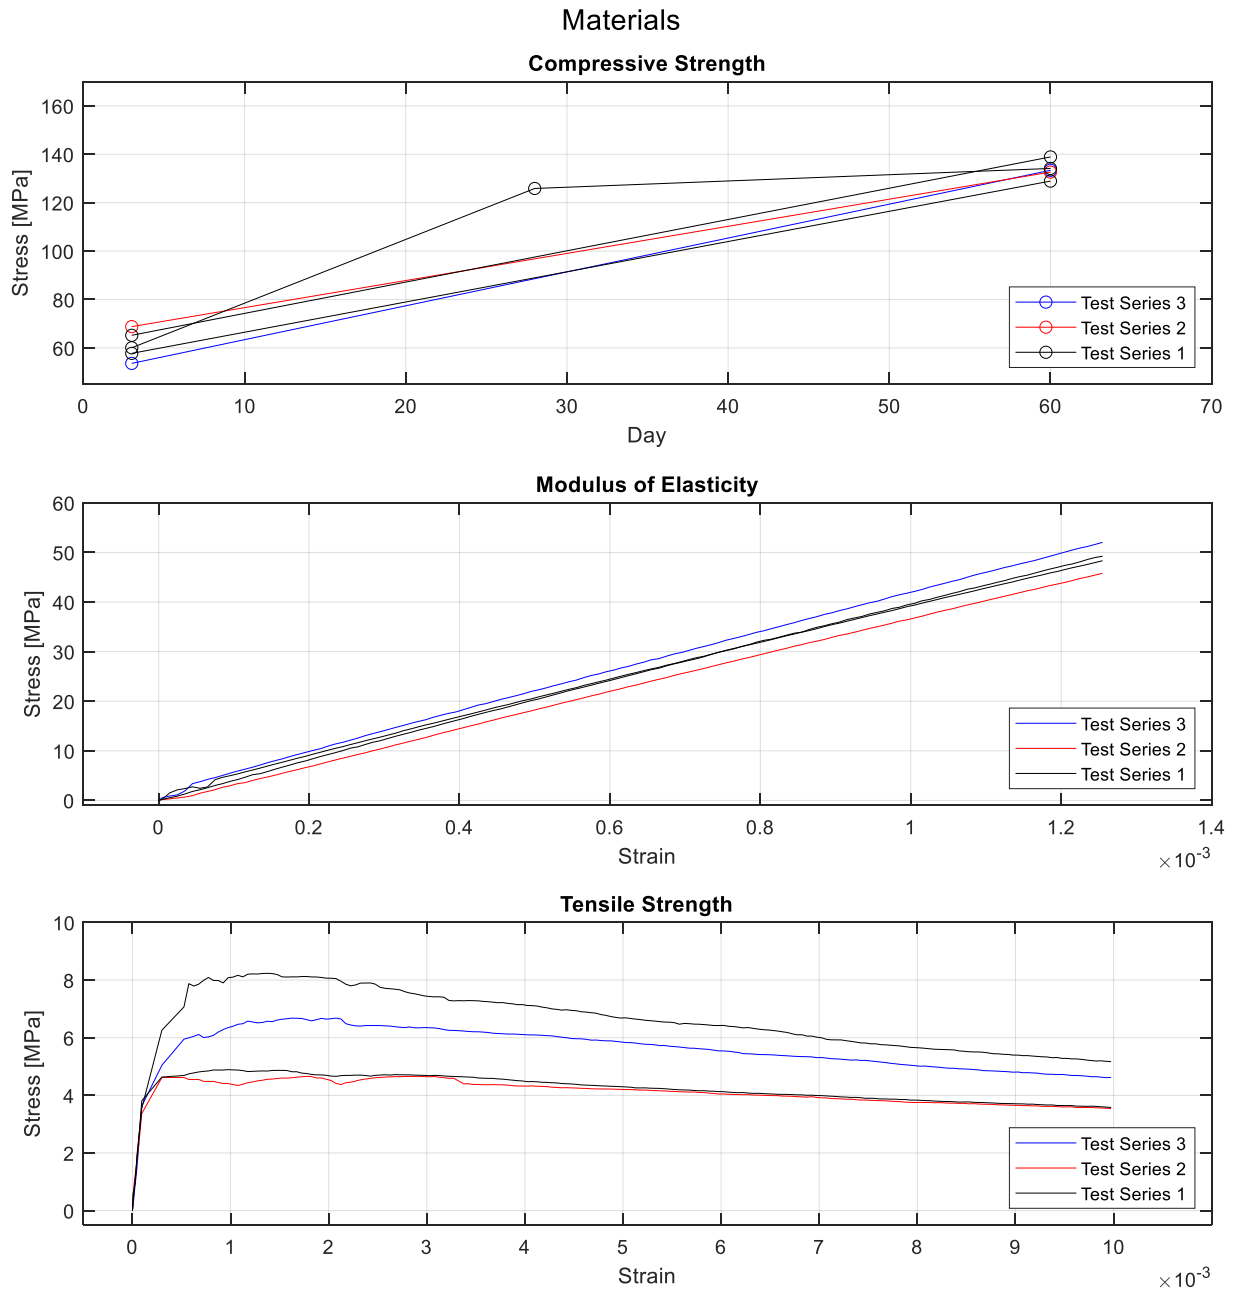 Materials
Compressive Strength
160
140
120
100
80
60
Stress [MPa]
Test Series 3
Test Series 2
Test Series 1
0 10 20 30 40 50 60 70
Day
Modulus of Elasticity
60
50
40
30
20
10
0
Stress [MPa]
Test Series 3
Test Series 2
Test Series 1
0 0.2 0.4 0.6 0.8 1 1.2 1.4
Strain
×10⁻³
Tensile Strength
10
8
6
4
2
0
Stress [MPa]
Test Series 3
Test Series 2
Test Series 1
0 1 2 3 4 5 6 7 8 9 10
Strain
×10⁻³